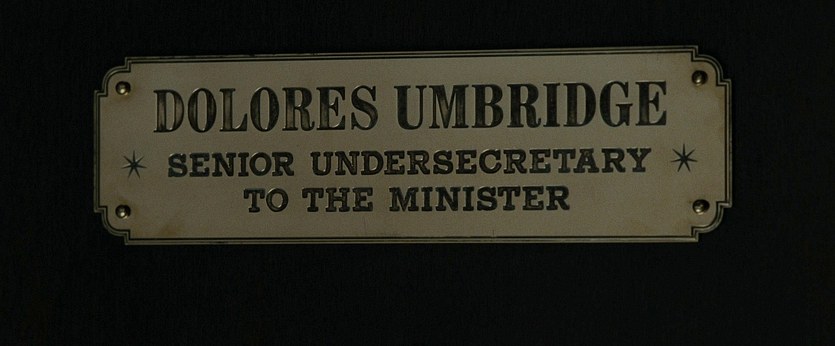 DOLORES UMBRIDGE
SENIOR UNDERSECRETARY
TO THE MINISTER